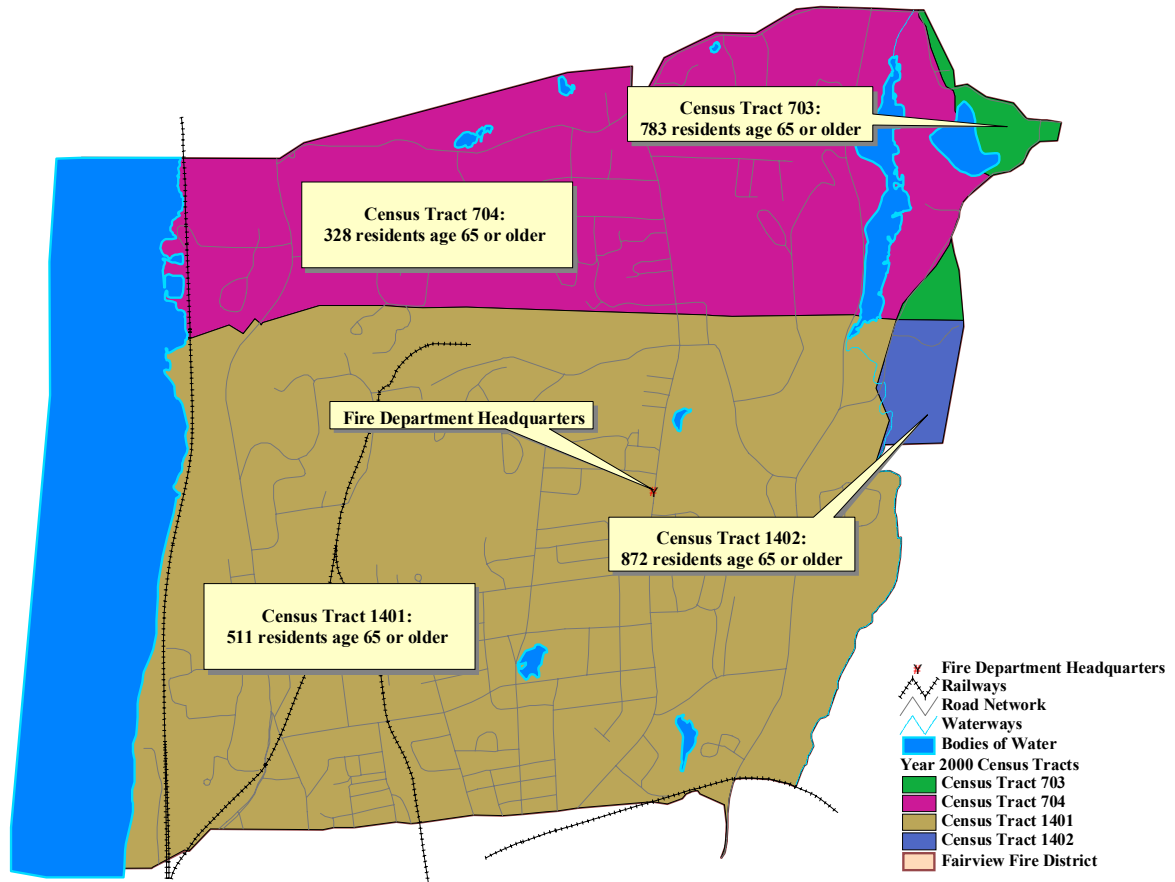 Census Tract 703:
783 residents age 65 or older
Census Tract 704:
328 residents age 65 or older
Fire Department Headquarters
Census Tract 1402:
872 residents age 65 or older
Census Tract 1401:
511 residents age 65 or older
Fire Department Headquarters
Railways
Road Network
Waterways
Bodies of Water
Year 2000 Census Tracts
Census Tract 703
Census Tract 704
Census Tract 1401
Census Tract 1402
Fairview Fire District